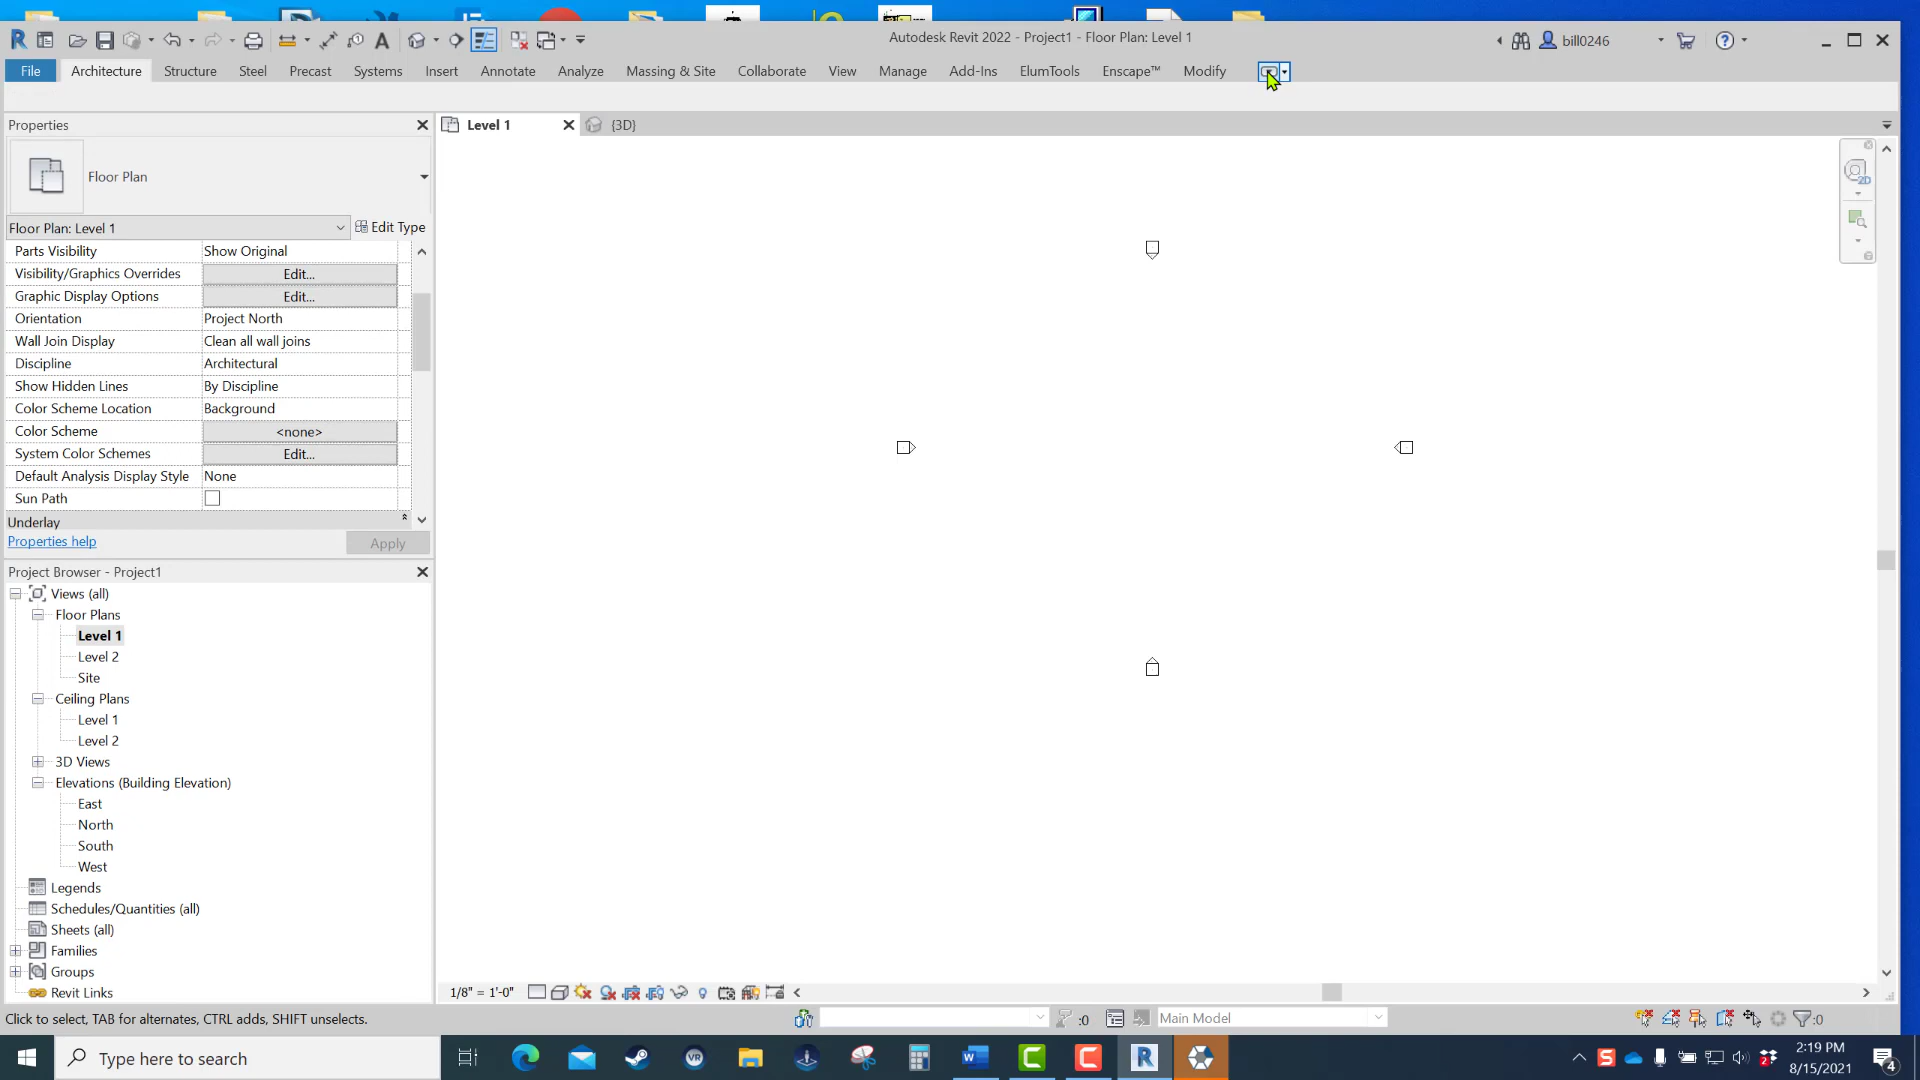 Autodesk Revit 2022 - Project1 - Floor Plan: Level 1
bill0246
File Architecture Structure Steel Precast Systems Insert Annotate Analyze Massing & Site Collaborate View Manage Add-Ins ElumTools Enscape™ Modify
Properties
Level 1
{3D}
Floor Plan
2D
Floor Plan: Level 1
Edit Type
Parts Visibility Show Original
Visibility/Graphics Overrides Edit...
Graphic Display Options Edit...
Orientation Project North
Wall Join Display Clean all wall joins
Discipline Architectural
Show Hidden Lines By Discipline
Color Scheme Location Background
Color Scheme <none>
System Color Schemes Edit...
Default Analysis Display Style None
Sun Path
Underlay
Properties help
Apply
Project Browser - Project1
Views (all)
Floor Plans
Level 1
Level 2
Site
Ceiling Plans
Level 1
Level 2
3D Views
Elevations (Building Elevation)
East
North
South
West
Legends
Schedules/Quantities (all)
Sheets (all)
Families
Groups
Revit Links
1/8" = 1'-0"
Click to select, TAB for alternates, CTRL adds, SHIFT unselects.
:0
Main Model
:0
Type here to search
2:19 PM
8/15/2021
4